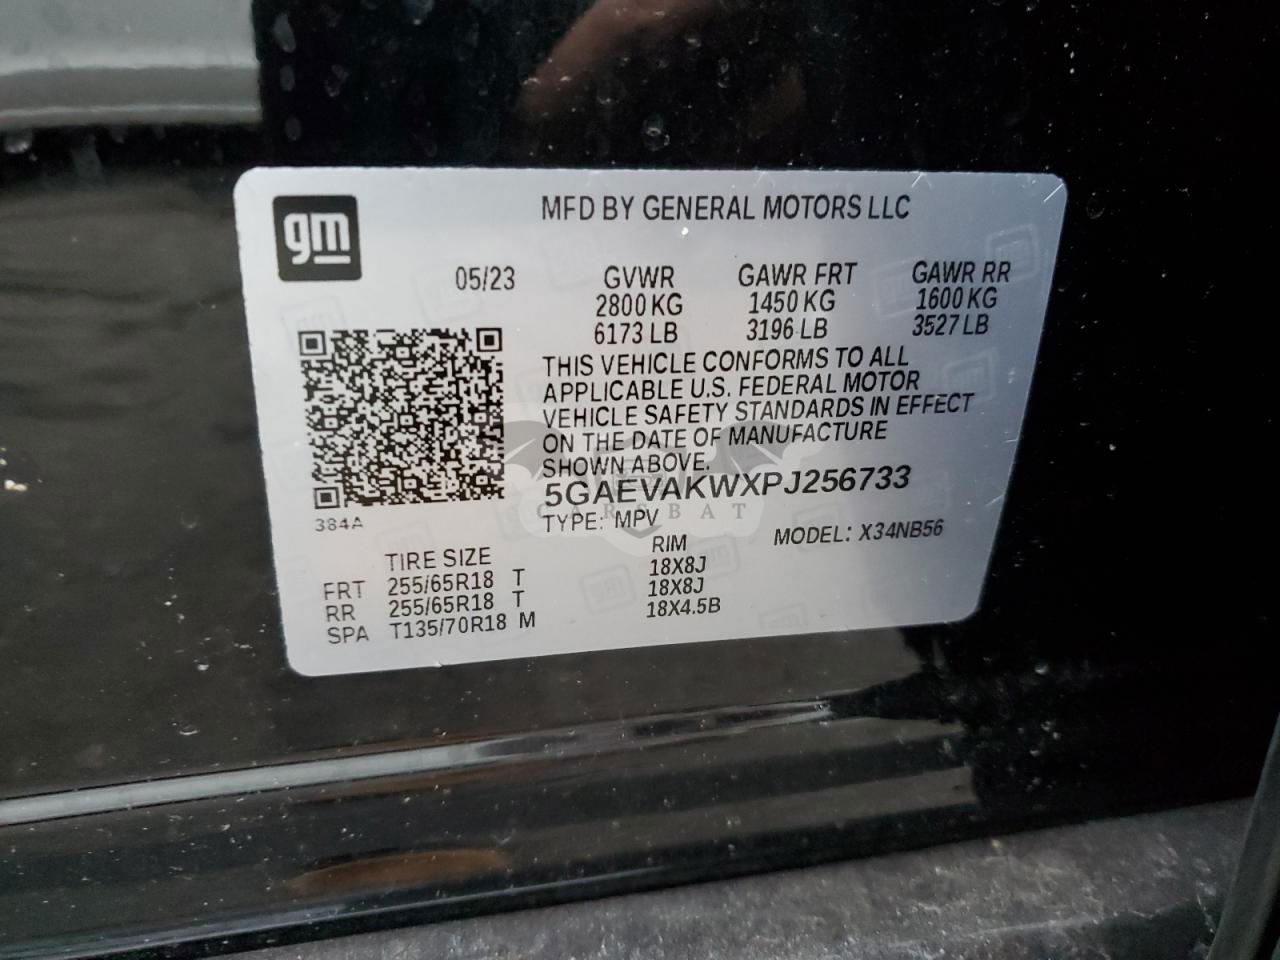 gm
MFD BY GENERAL MOTORS LLC
05/23 GVWR GAWR FRT GAWR RR
2800 KG 1450 KG 1600 KG
6173 LB 3196 LB 3527 LB
THIS VEHICLE CONFORMS TO ALL
APPLICABLE U.S. FEDERAL MOTOR
VEHICLE SAFETY STANDARDS IN EFFECT
ON THE DATE OF MANUFACTURE
SHOWN ABOVE.
5GAEVAKWXPJ256733
CARSBAT
TYPE: MPV MODEL: X34NB56
384A
TIRE SIZE RIM
FRT 255/65R18 T 18X8J
RR 255/65R18 T 18X8J
SPA T135/70R18 M 18X4.5B